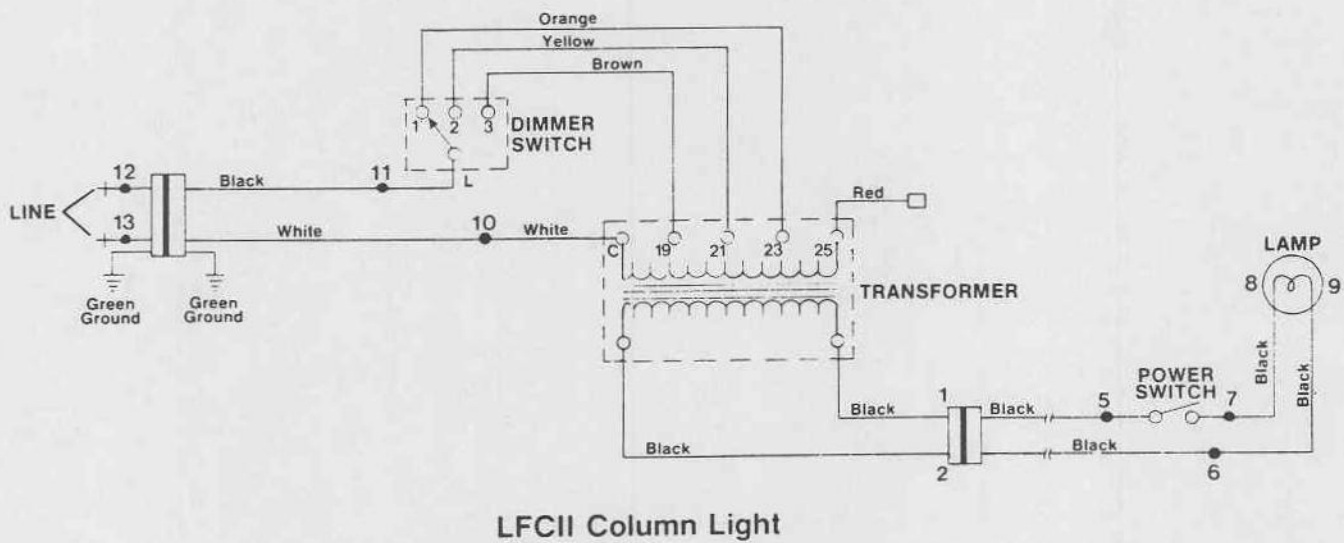 Orange
Yellow
Brown
1 2 3
DIMMER
SWITCH
L
12
Black
11
LINE
13
White
10
White
Red
C 19 21 23 25
TRANSFORMER
LAMP
8 9
Green
Ground
Green
Ground
Black
Black
POWER
SWITCH
Black
1
Black
5
7
Black
2
Black
6
LFCII Column Light